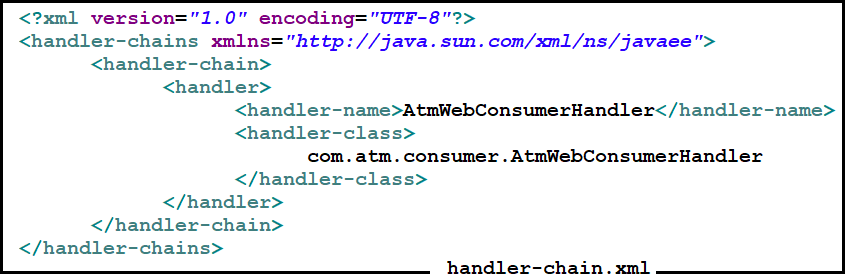 <?xml version="1.0" encoding="UTF-8"?>
<handler-chains xmlns="http://java.sun.com/xml/ns/javaee">
<handler-chain>
<handler>
<handler-name>AtmWebConsumerHandler</handler-name>
<handler-class>
com.atm.consumer.AtmWebConsumerHandler
</handler-class>
</handler>
</handler-chain>
</handler-chains>
handler-chain.xml